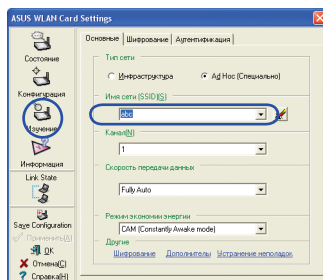 ASUS WLAN Card Settings
Состояние
Конфигурация
Изучение
Информация
Link State
Save Configuration
Применить(A)
OK
Отмена(C)
Справка(H)
Основные
Шифрование
Аутентификация
Тип сети
Инфраструктура
Ad Hoc (Специально)
Имя сети (SSID)(S)
abc
Канал(N)
1
Скорость передачи данных
Fully Auto
Режим экономии энергии
CAM (Constantly Awake mode)
Другие
Шифрование Дополнительы Устранение неполадок